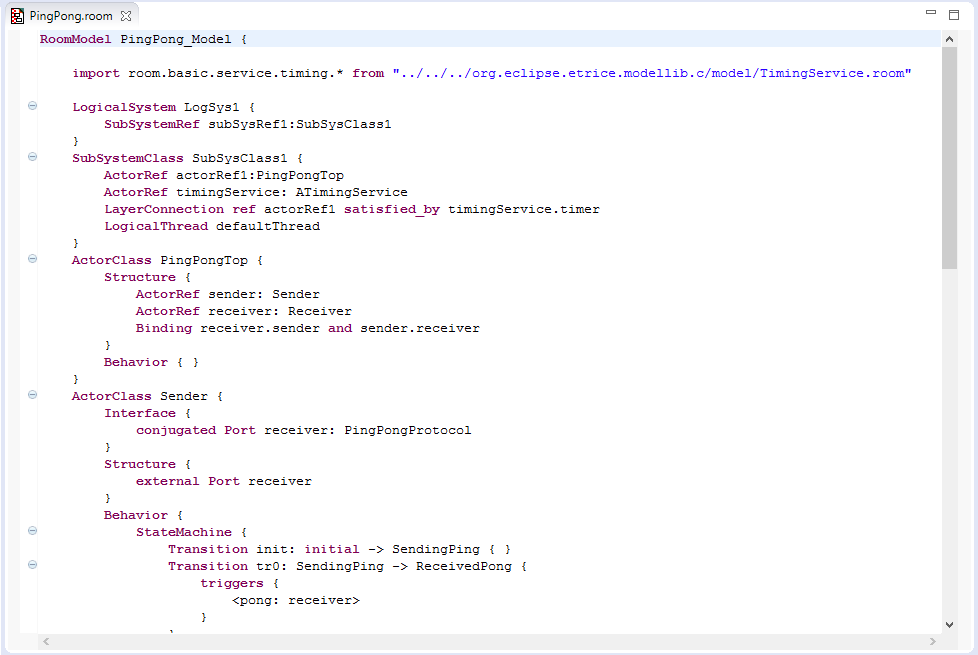 PingPong.room
RoomModel PingPong_Model {
import room.basic.service.timing.* from "../../../org.eclipse.etrice.modellib.c/model/TimingService.room"
LogicalSystem LogSys1 {
SubSystemRef subSysRef1:SubSysClass1
}
SubSystemClass SubSysClass1 {
ActorRef actorRef1:PingPongTop
ActorRef timingService: ATimingService
LayerConnection ref actorRef1 satisfied_by timingService.timer
LogicalThread defaultThread
}
ActorClass PingPongTop {
Structure {
ActorRef sender: Sender
ActorRef receiver: Receiver
Binding receiver.sender and sender.receiver
}
Behavior { }
}
ActorClass Sender {
Interface {
conjugated Port receiver: PingPongProtocol
}
Structure {
external Port receiver
}
Behavior {
StateMachine {
Transition init: initial -> SendingPing { }
Transition tr0: SendingPing -> ReceivedPong {
triggers {
<pong: receiver>
}